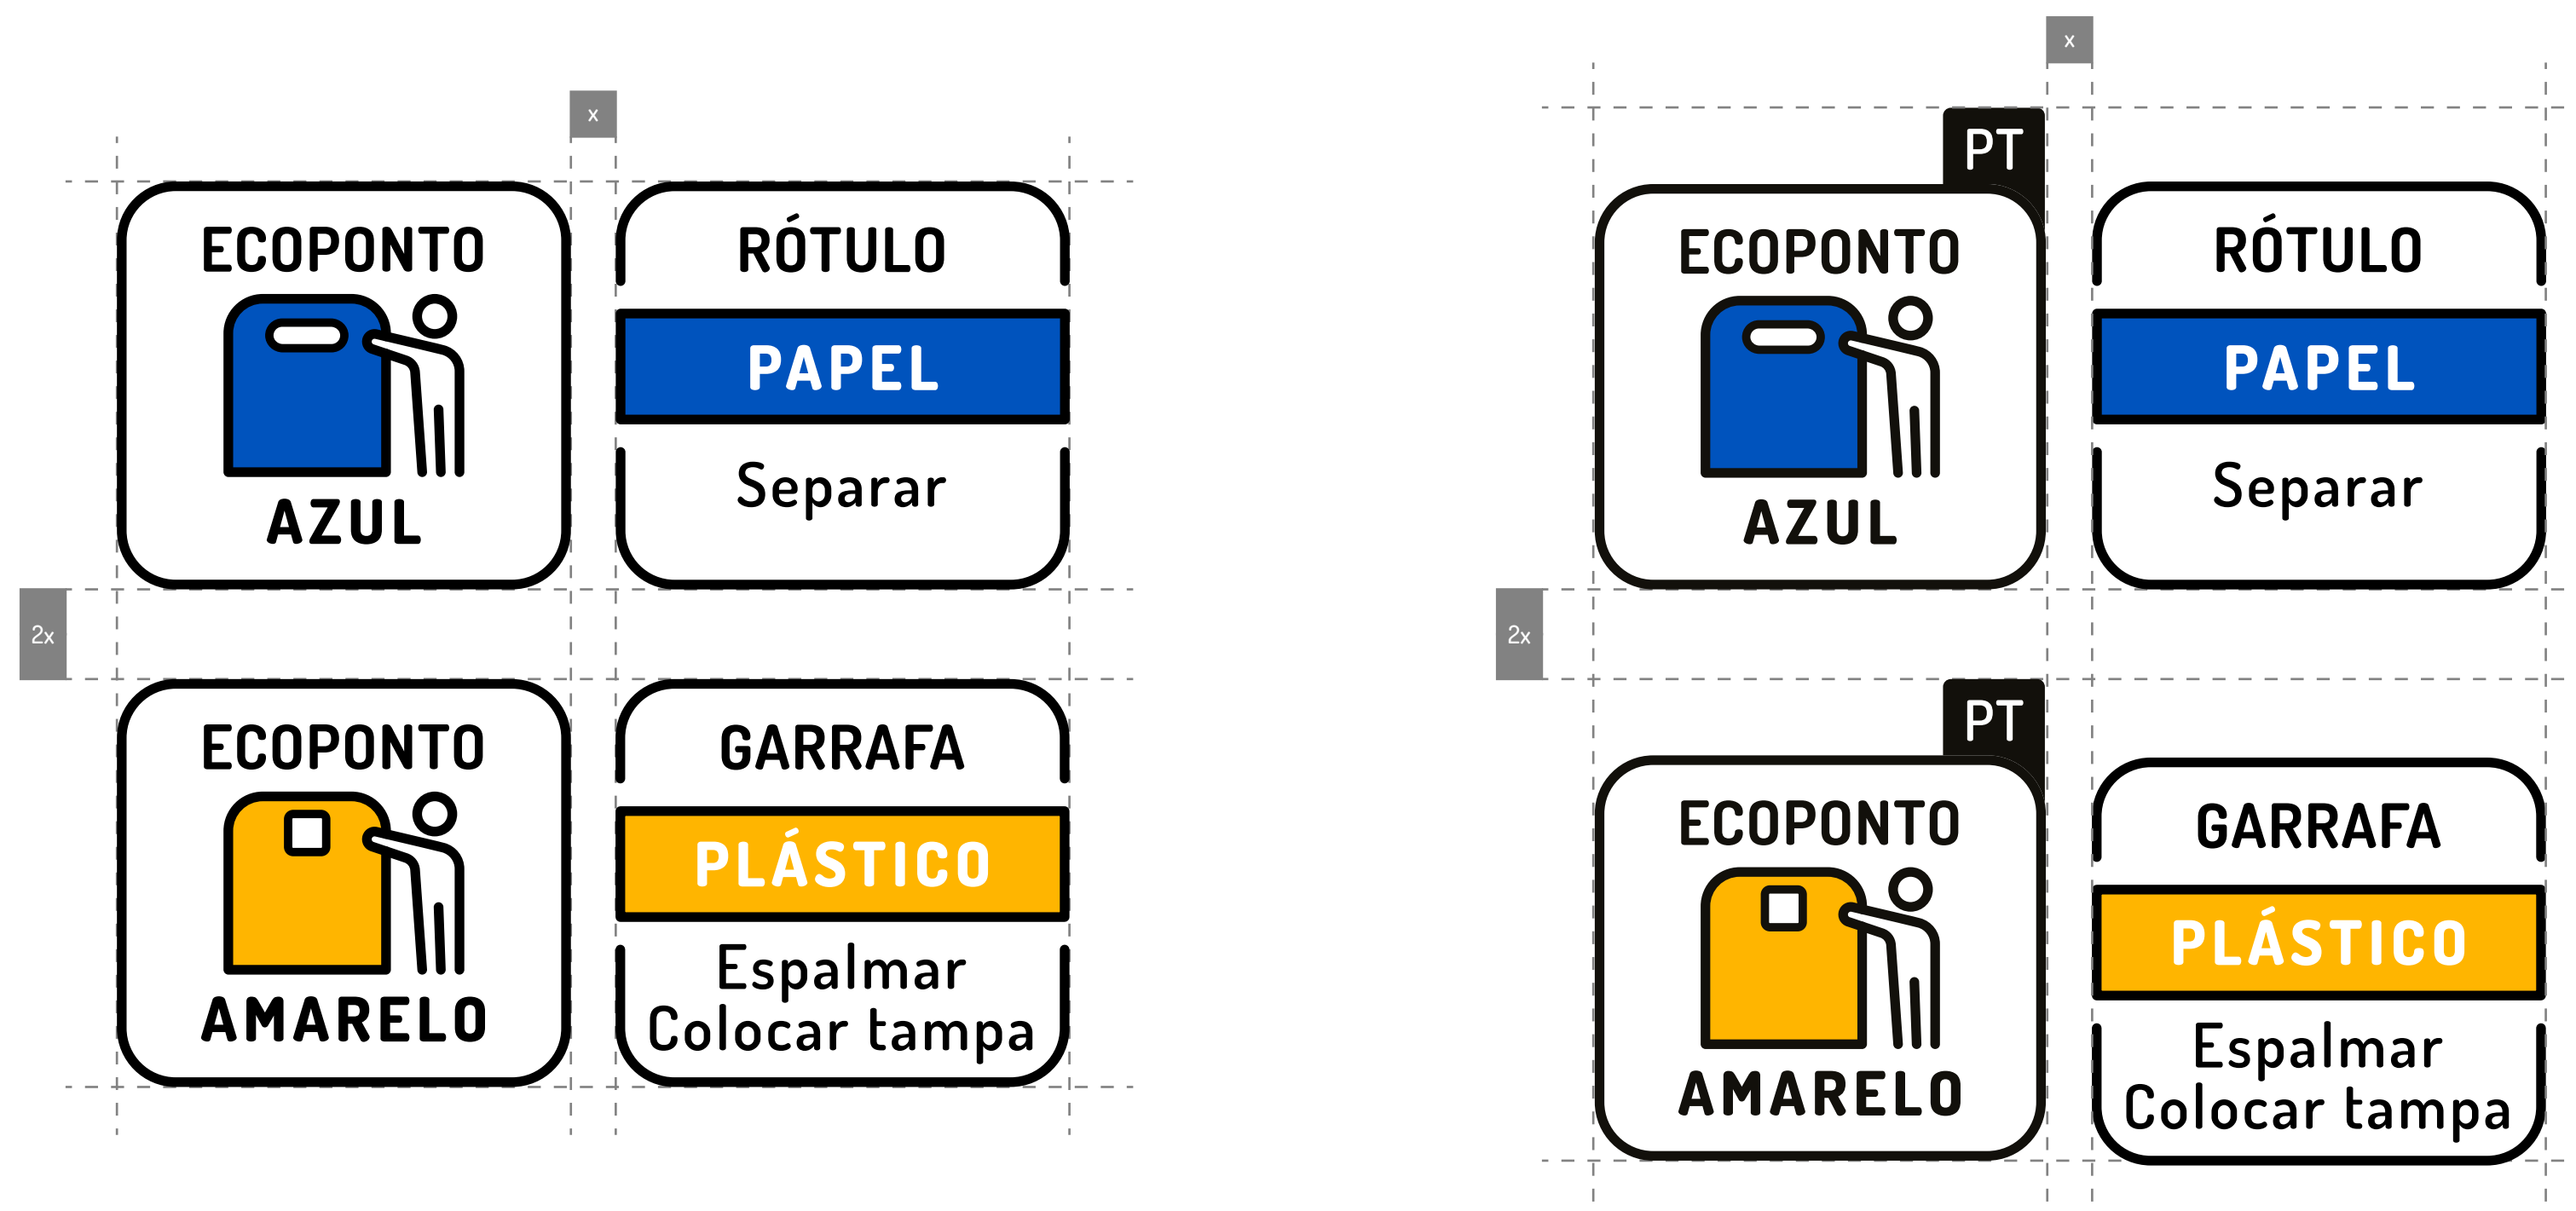 x
ECOPONTO
AZUL
RÓTULO
PAPEL
Separar
2x
ECOPONTO
AMARELO
GARRAFA
PLÁSTICO
Espalmar
Colocar tampa
x
PT
ECOPONTO
AZUL
RÓTULO
PAPEL
Separar
2x
PT
ECOPONTO
AMARELO
GARRAFA
PLÁSTICO
Espalmar
Colocar tampa